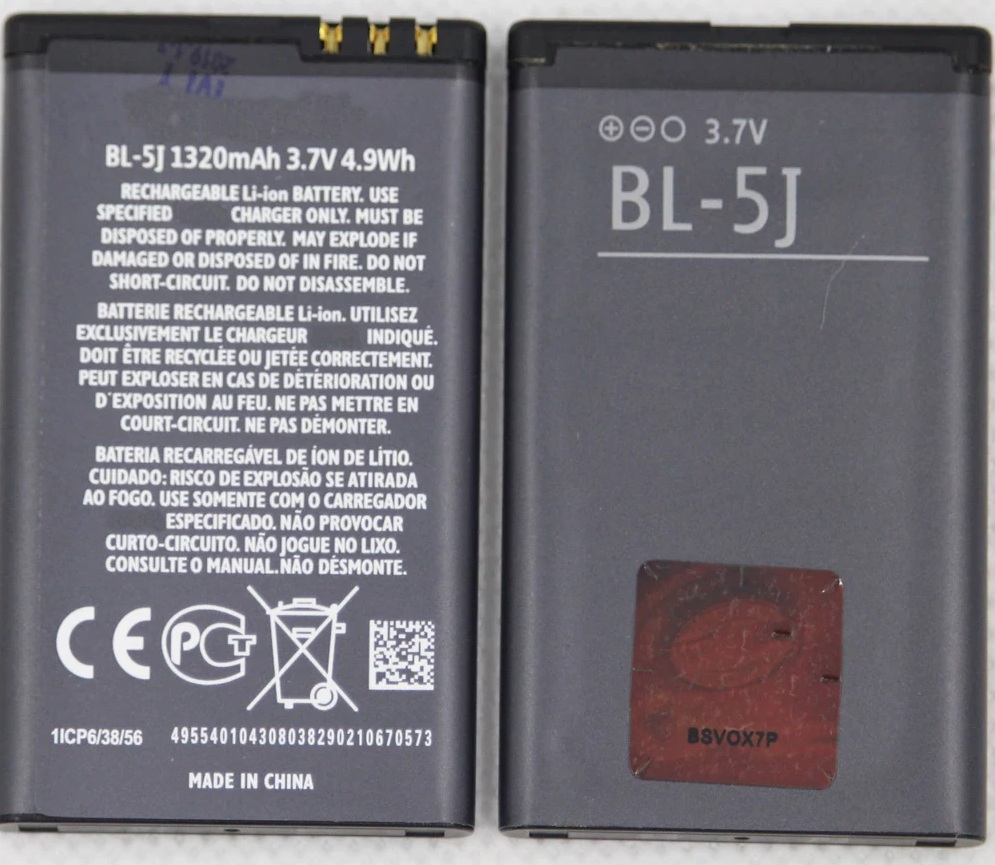 BL-5J 1320mAh 3.7V 4.9Wh
RECHARGEABLE Li-ion BATTERY. USE
SPECIFIED CHARGER ONLY. MUST BE
DISPOSED OF PROPERLY. MAY EXPLODE IF
DAMAGED OR DISPOSED OF IN FIRE. DO NOT
SHORT-CIRCUIT. DO NOT DISASSEMBLE.
BATTERIE RECHARGEABLE Li-ion. UTILISEZ
EXCLUSIVEMENT LE CHARGEUR INDIQUÉ.
DOIT ÊTRE RECYCLÉE OU JETÉE CORRECTEMENT.
PEUT EXPLOSER EN CAS DE DÉTÉRIORATION OU
D'EXPOSITION AU FEU. NE PAS METTRE EN
COURT-CIRCUIT. NE PAS DÉMONTER.
BATERIA RECARREGÁVEL DE ÍON DE LÍTIO.
CUIDADO: RISCO DE EXPLOSÃO SE ATIRADA
AO FOGO. USE SOMENTE COM O CARREGADOR
ESPECIFICADO. NÃO PROVOCAR
CURTO-CIRCUITO. NÃO JOGUE NO LIXO.
CONSULTE O MANUAL.NÃO DESMONTE.
CE PCT
1ICP6/38/56 495540104308038290210670573
MADE IN CHINA
3.7V
BL-5J
BSVOX7P